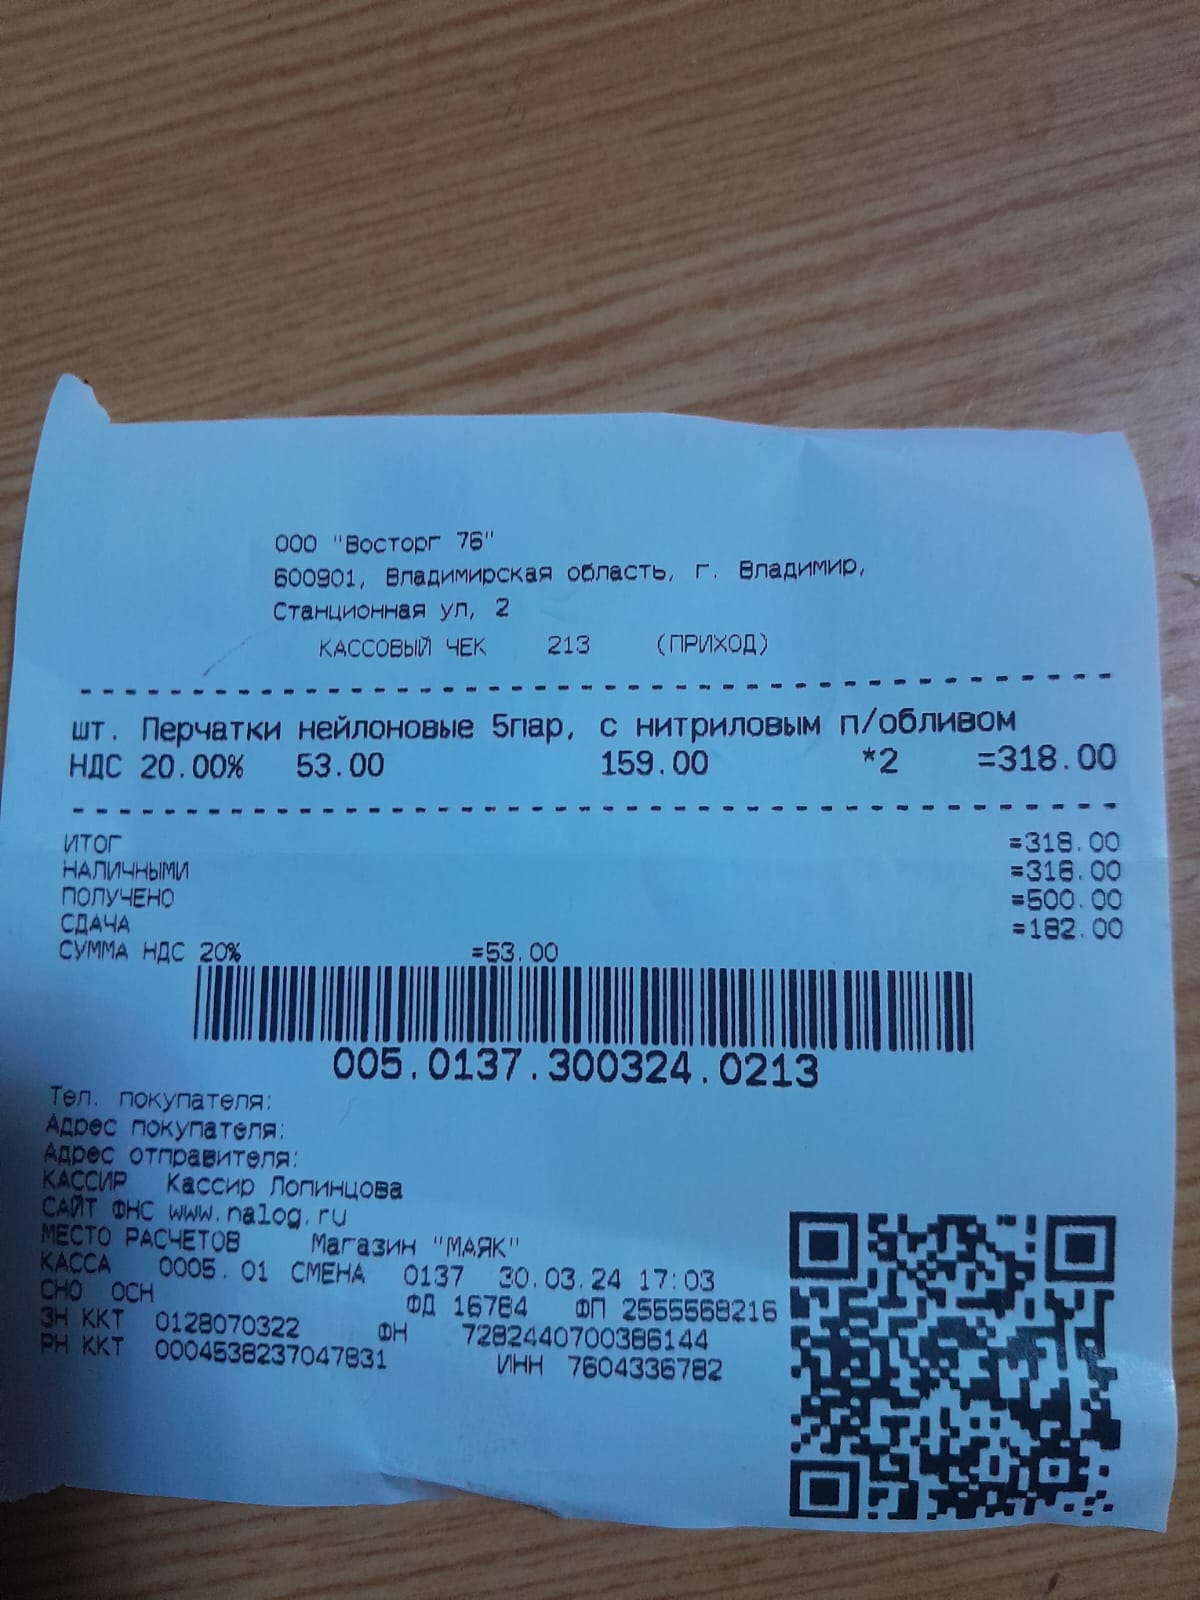 ООО "Восторг 76"
600901, Владимирская область, г. Владимир,
Станционная ул, 2
КАССОВЫЙ ЧЕК 213 (ПРИХОД)
шт. Перчатки нейлоновые 5пар, с нитриловым п/обливом
НДС 20.00% 53.00 159.00 *2 =318.00
ИТОГ =318.00
НАЛИЧНЫМИ =318.00
ПОЛУЧЕНО =500.00
СДАЧА =182.00
СУММА НДС 20% =53.00
005.0137.300324.0213
Тел. покупателя:
Адрес покупателя:
Адрес отправителя:
КАССИР Кассир Лопинцова
САЙТ ФНС www.nalog.ru
МЕСТО РАСЧЕТОВ Магазин "МАЯК"
КАССА 0005.01 СМЕНА 0137 30.03.24 17:03
СНО ОСН ФД 16784 ФП 2555568216
ЗН ККТ 0128070322 ФН 7282440700386144
РН ККТ 0004538237047831 ИНН 7604336782